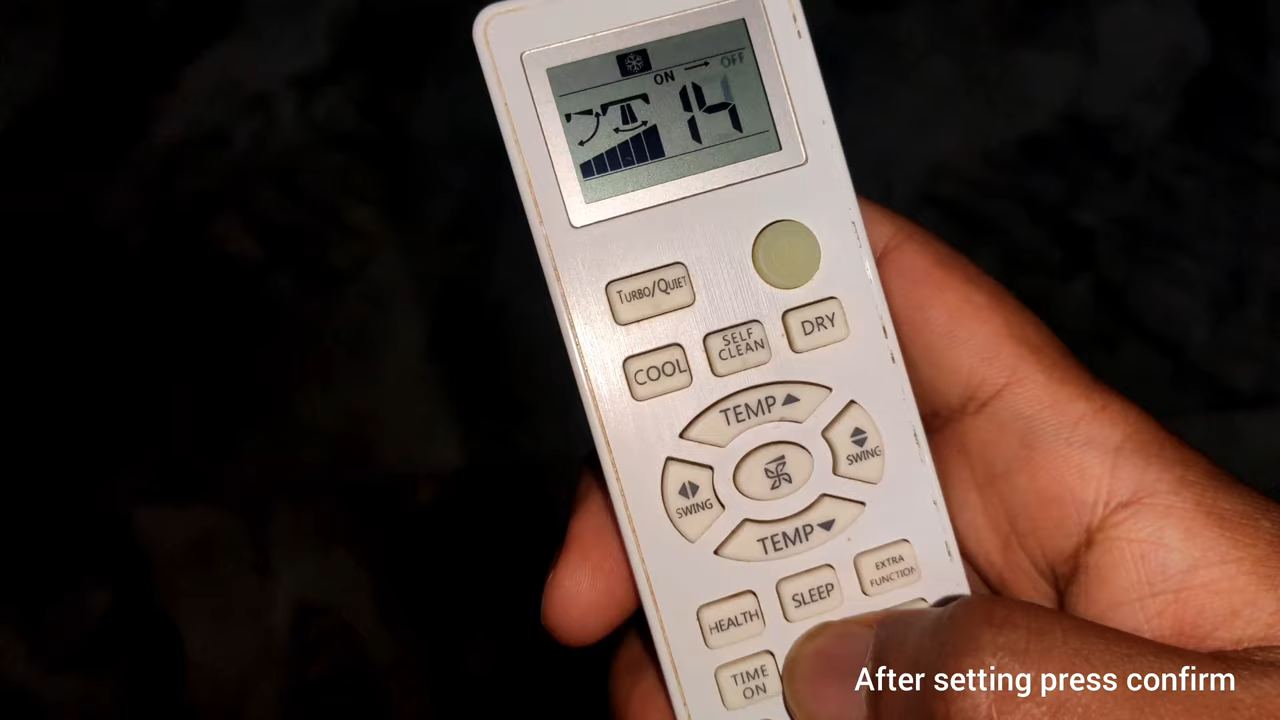 ON → OFF
14
TURBO/QUIET
COOL
SELF
CLEAN
DRY
TEMP▲
SWING
SWING
TEMP▼
HEALTH
SLEEP
EXTRA
FUNCTION
TIME
ON
After setting press confirm